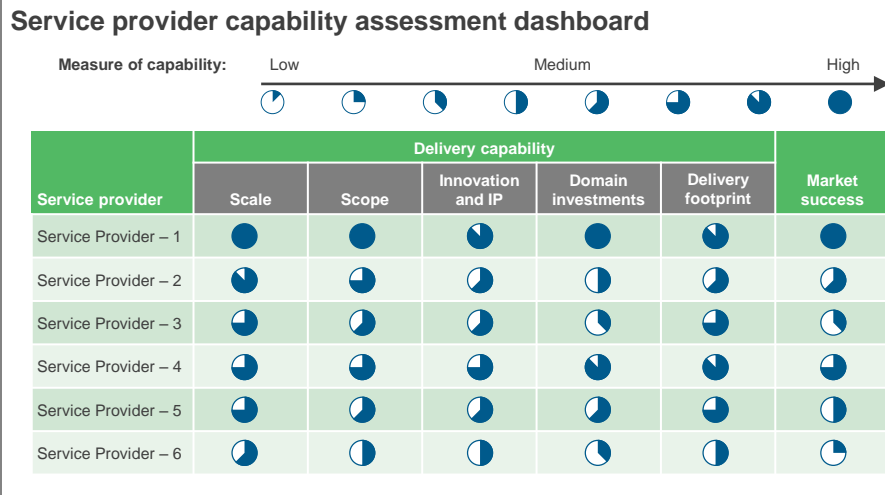 Service provider capability assessment dashboard
Measure of capability: Low Medium High
Delivery capability
Service provider Scale Scope Innovation and IP Domain investments Delivery footprint Market success
Service Provider – 1
Service Provider – 2
Service Provider – 3
Service Provider – 4
Service Provider – 5
Service Provider – 6